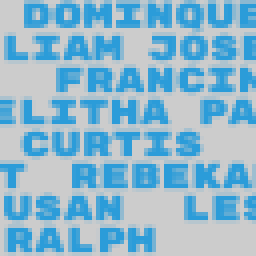 DOMINQUE
LIAM JOSE
FRANCIN
ELITHA PA
CURTIS
T REBEKA
USAN LES
RALPH